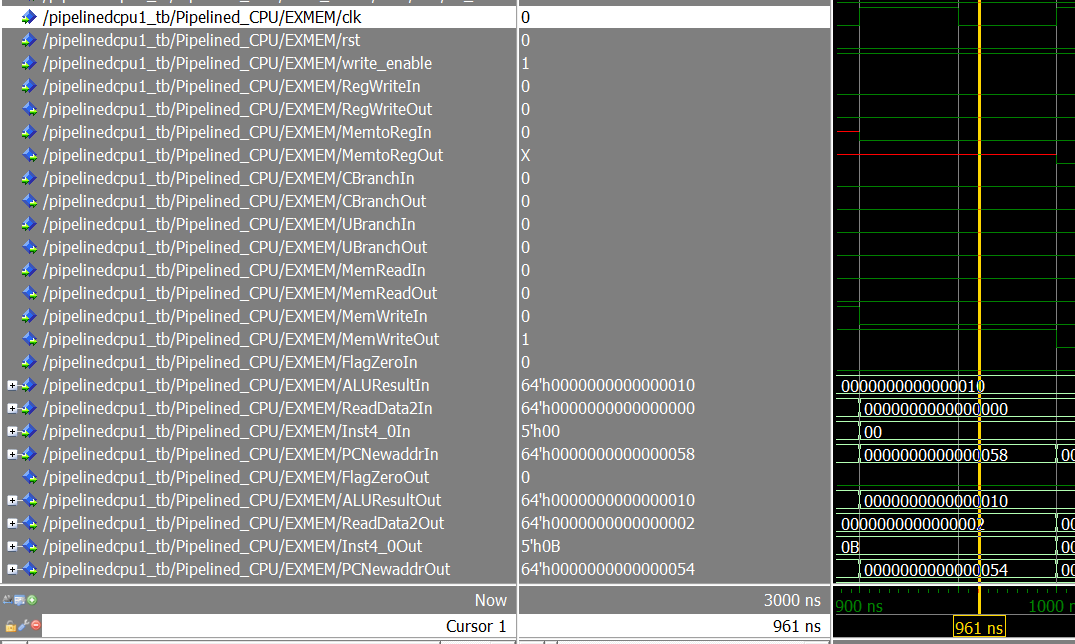 /pipelinedcpu1_tb/Pipelined_CPU/EXMEM/clk 0
/pipelinedcpu1_tb/Pipelined_CPU/EXMEM/rst 0
/pipelinedcpu1_tb/Pipelined_CPU/EXMEM/write_enable 1
/pipelinedcpu1_tb/Pipelined_CPU/EXMEM/RegWriteIn 0
/pipelinedcpu1_tb/Pipelined_CPU/EXMEM/RegWriteOut 0
/pipelinedcpu1_tb/Pipelined_CPU/EXMEM/MemtoRegIn 0
/pipelinedcpu1_tb/Pipelined_CPU/EXMEM/MemtoRegOut X
/pipelinedcpu1_tb/Pipelined_CPU/EXMEM/CBranchIn 0
/pipelinedcpu1_tb/Pipelined_CPU/EXMEM/CBranchOut 0
/pipelinedcpu1_tb/Pipelined_CPU/EXMEM/UBranchIn 0
/pipelinedcpu1_tb/Pipelined_CPU/EXMEM/UBranchOut 0
/pipelinedcpu1_tb/Pipelined_CPU/EXMEM/MemReadIn 0
/pipelinedcpu1_tb/Pipelined_CPU/EXMEM/MemReadOut 0
/pipelinedcpu1_tb/Pipelined_CPU/EXMEM/MemWriteIn 0
/pipelinedcpu1_tb/Pipelined_CPU/EXMEM/MemWriteOut 1
/pipelinedcpu1_tb/Pipelined_CPU/EXMEM/FlagZeroIn 0
/pipelinedcpu1_tb/Pipelined_CPU/EXMEM/ALUResultIn 64'h0000000000000010 0000000000000010
/pipelinedcpu1_tb/Pipelined_CPU/EXMEM/ReadData2In 64'h0000000000000000 0000000000000000
/pipelinedcpu1_tb/Pipelined_CPU/EXMEM/Inst4_0In 5'h00 00
/pipelinedcpu1_tb/Pipelined_CPU/EXMEM/PCNewaddrIn 64'h0000000000000058 0000000000000058 00
/pipelinedcpu1_tb/Pipelined_CPU/EXMEM/FlagZeroOut 0
/pipelinedcpu1_tb/Pipelined_CPU/EXMEM/ALUResultOut 64'h0000000000000010 0000000000000010
/pipelinedcpu1_tb/Pipelined_CPU/EXMEM/ReadData2Out 64'h0000000000000002 0000000000000002 00
/pipelinedcpu1_tb/Pipelined_CPU/EXMEM/Inst4_0Out 5'h0B 0B 00
/pipelinedcpu1_tb/Pipelined_CPU/EXMEM/PCNewaddrOut 64'h0000000000000054 0000000000000054 00
Now 3000 ns 900 ns 1000 n
Cursor 1 961 ns 961 ns